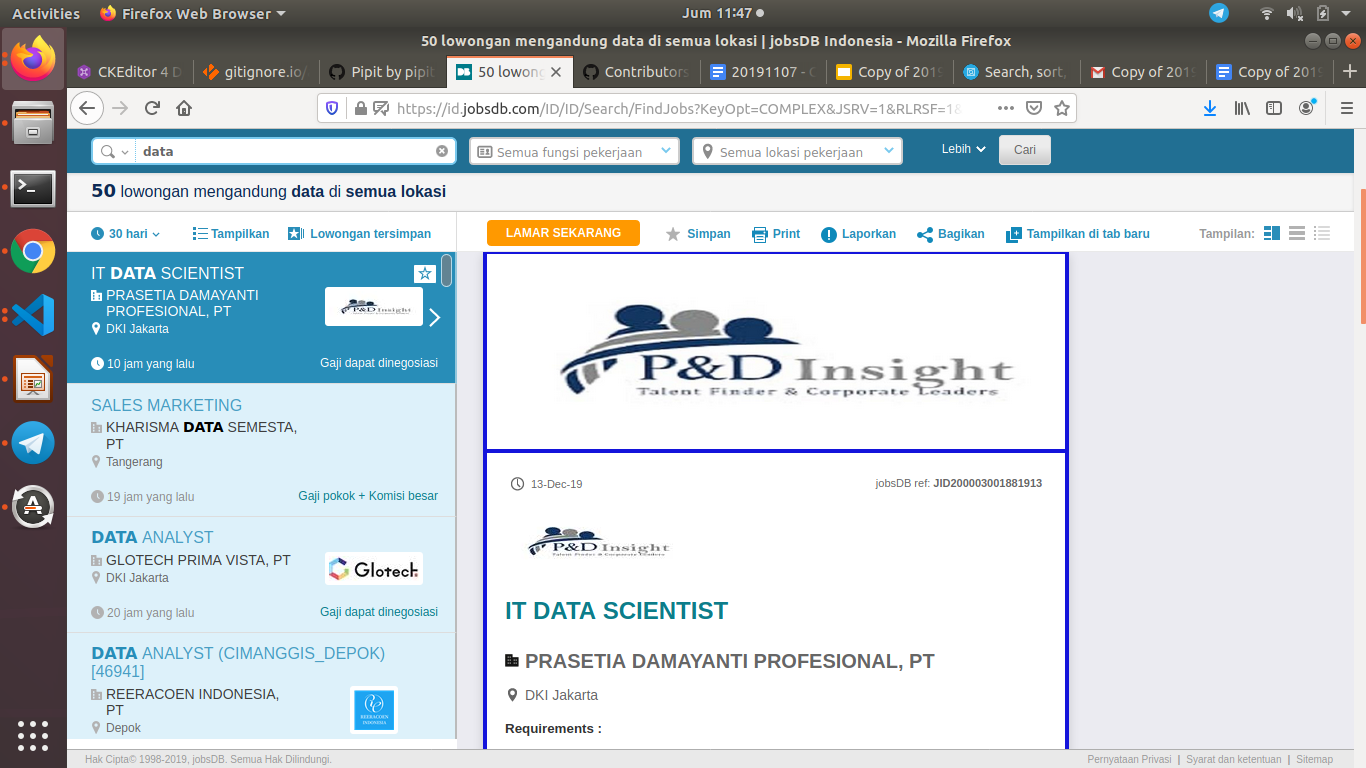 Activities Firefox Web Browser Jum 11:47
50 lowongan mengandung data di semua lokasi | jobsDB Indonesia - Mozilla Firefox
CKEditor 4 D gitignore.io/ Pipit by pipit 50 lowong Contributors 20191107 - C Copy of 2019 Search, sort, Copy of 2019 Copy of 2019
https://id.jobsdb.com/ID/ID/Search/FindJobs?KeyOpt=COMPLEX&JSRV=1&RLRSF=1&
data Semua fungsi pekerjaan Semua lokasi pekerjaan Lebih Cari
50 lowongan mengandung data di semua lokasi
30 hari Tampilkan Lowongan tersimpan
LAMAR SEKARANG Simpan Print Laporkan Bagikan Tampilkan di tab baru Tampilan:
IT DATA SCIENTIST
PRASETIA DAMAYANTI
PROFESIONAL, PT
DKI Jakarta
P&D Insight
10 jam yang lalu Gaji dapat dinegosiasi
SALES MARKETING
KHARISMA DATA SEMESTA,
PT
Tangerang
19 jam yang lalu Gaji pokok + Komisi besar
DATA ANALYST
GLOTECH PRIMA VISTA, PT
DKI Jakarta
Glotech
20 jam yang lalu Gaji dapat dinegosiasi
DATA ANALYST (CIMANGGIS_DEPOK)
[46941]
REERACOEN INDONESIA,
PT
Depok
REERACOEN
INDONESIA
P&D Insight
Talent Finder & Corporate Leaders
13-Dec-19 jobsDB ref: JID200003001881913
P&D Insight
Talent Finder & Corporate Leaders
IT DATA SCIENTIST
PRASETIA DAMAYANTI PROFESIONAL, PT
DKI Jakarta
Requirements :
Hak Cipta© 1998-2019, jobsDB. Semua Hak Dilindungi. Pernyataan Privasi | Syarat dan ketentuan | Sitemap